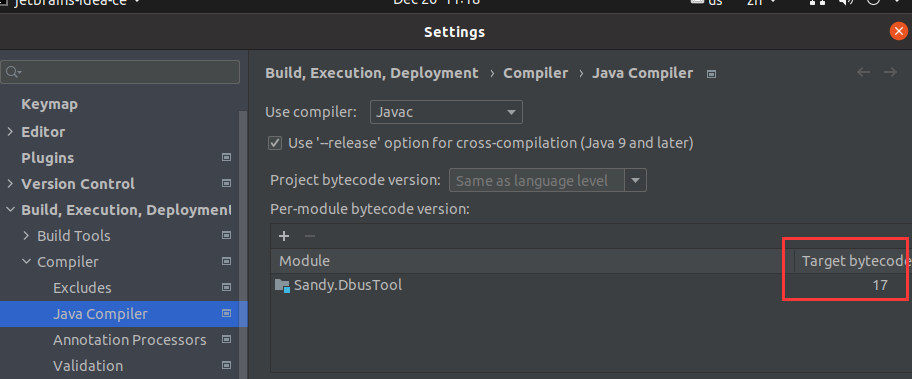 jetbrains-idea-ce
Dec 20 11:18
us
zh
Settings
Keymap
Editor
Plugins
Version Control
Build, Execution, Deployment
Build Tools
Compiler
Excludes
Java Compiler
Annotation Processors
Validation
Build, Execution, Deployment › Compiler › Java Compiler
Use compiler: Javac
Use '--release' option for cross-compilation (Java 9 and later)
Project bytecode version: Same as language level
Per-module bytecode version:
Module Target bytecode
Sandy.DbusTool 17